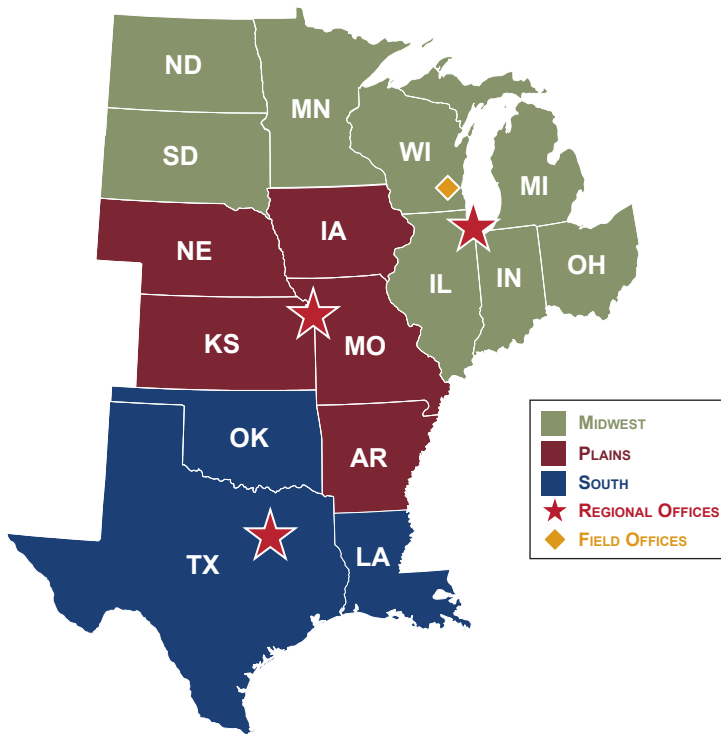 ND
MN
SD
WI
MI
NE
IA
IL
IN
OH
KS
MO
OK
AR
TX
LA
Midwest
Plains
South
Regional Offices
Field Offices